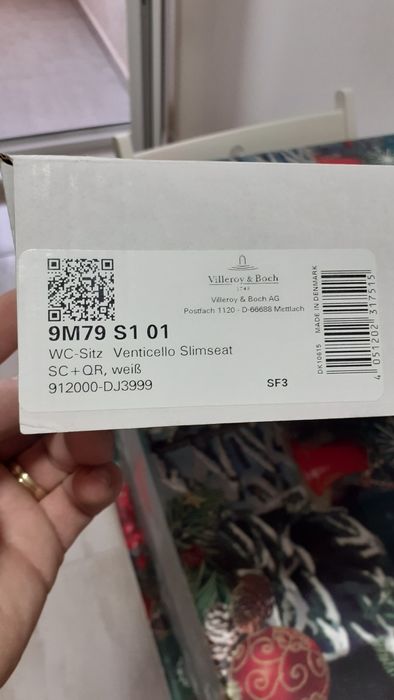 Villeroy & Boch
1748
Villeroy & Boch AG
Postfach 1120 - D-66688 Mettlach
9M79 S1 01
WC-Sitz Venticello Slimseat
SC+QR, weiß
912000-DJ3999
SF3
DK10615 MADE IN DENMARK
4 051202 317515